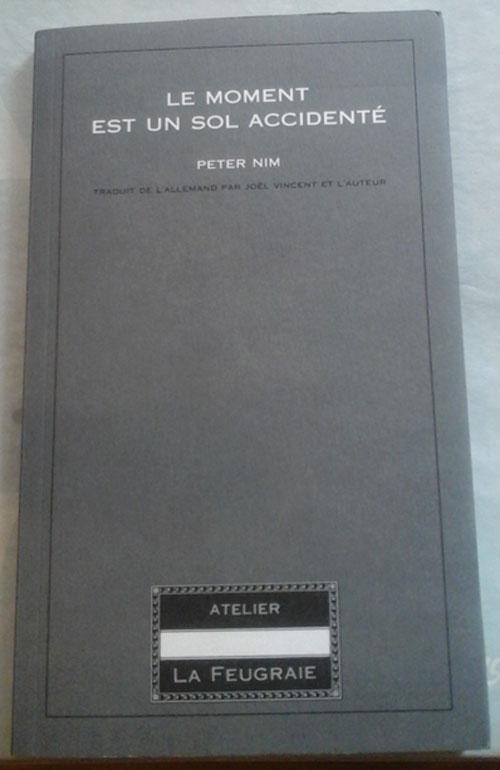 LE MOMENT
EST UN SOL ACCIDENTÉ
PETER NIM
TRADUIT DE L'ALLEMAND PAR JOËL VINCENT ET L'AUTEUR
ATELIER
LA FEUGRAIE